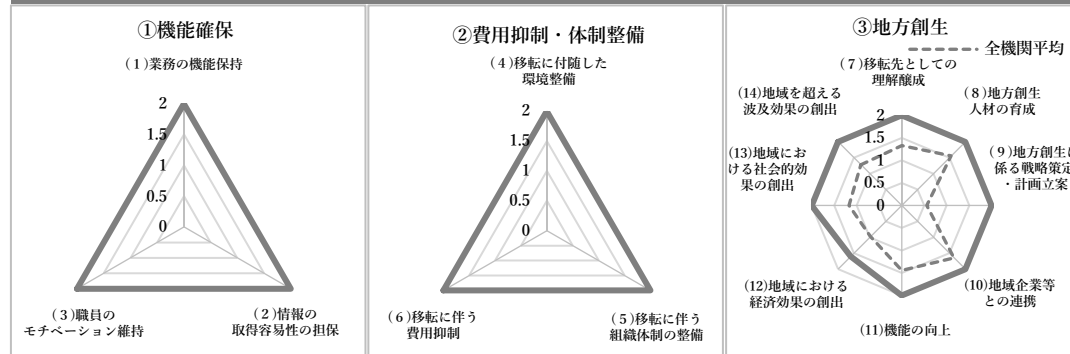 ①機能確保
(1)業務の機能保持
2
1.5
1
0.5
0
(3)職員の
モチベーション維持
(2)情報の
取得容易性の担保
②費用抑制・体制整備
(4)移転に付随した
環境整備
2
1.5
1
0.5
0
(6)移転に伴う
費用抑制
(5)移転に伴う
組織体制の整備
③地方創生
全機関平均
(7)移転先としての
理解醸成
(14)地域を超える
波及効果の創出
(8)地方創生
人材の育成
(13)地域にお
ける社会的効
果の創出
(9)地方創生に
係る戦略策定
・計画立案
2
1.5
1
0.5
0
(12)地域における
経済効果の創出
(10)地域企業等
との連携
(11)機能の向上